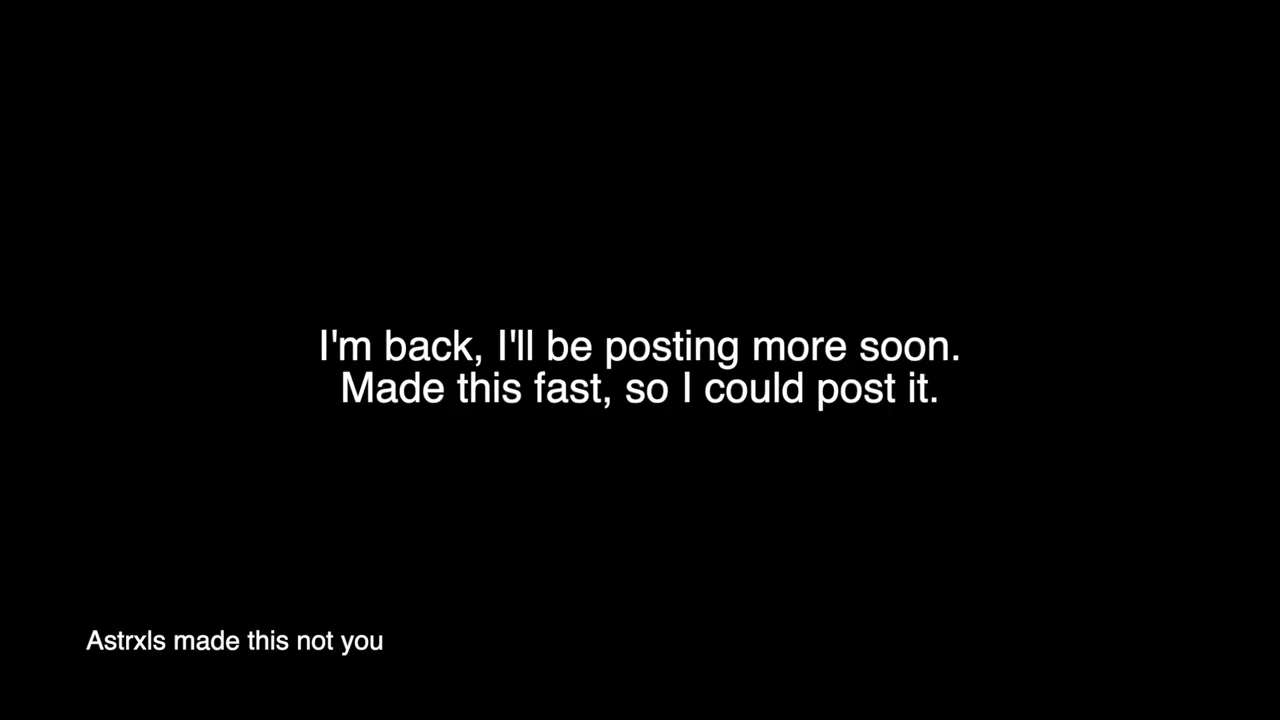 I'm back, I'll be posting more soon.
Made this fast, so I could post it.
Astrxls made this not you